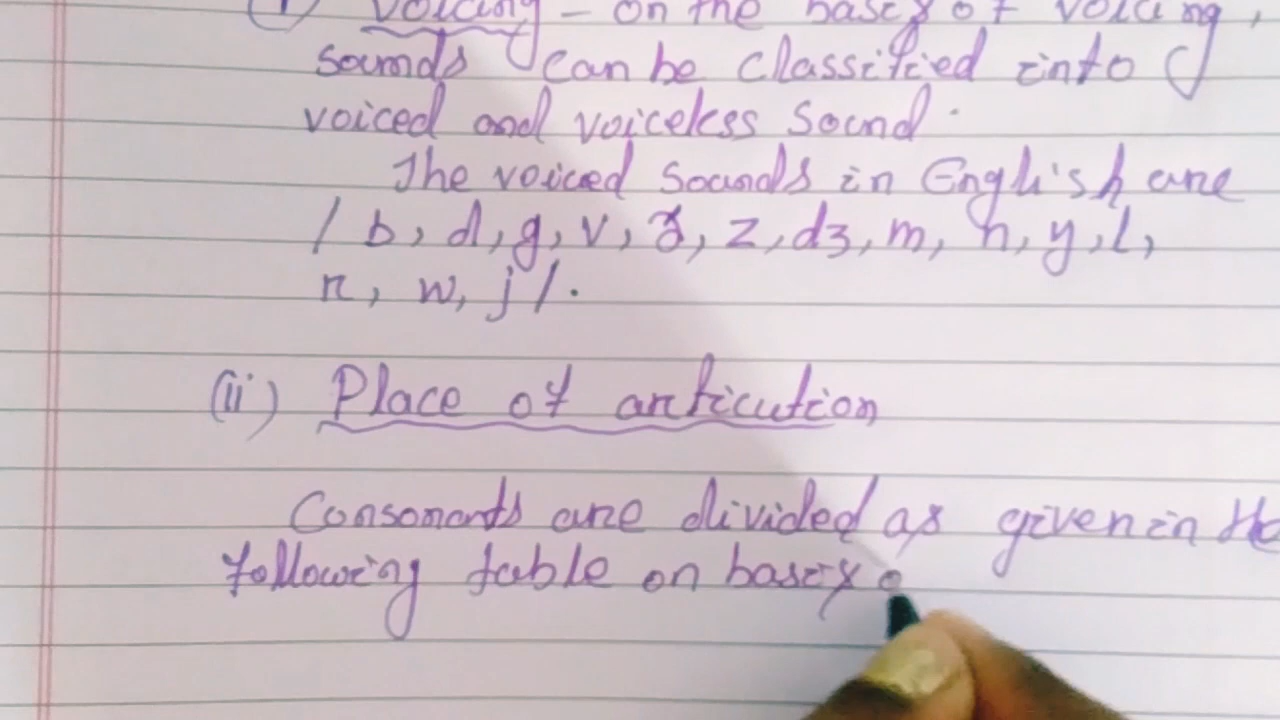 (i) Voicing - on the basis of voicing,
sounds can be classified into
voiced and voiceless sound.
The voiced sounds in English are
/ b, d, g, v, ʒ, z, dʒ, m, n, y, l,
r, w, j /.
(ii) Place of articution
Consonants are divided as given in the
following table on basis o